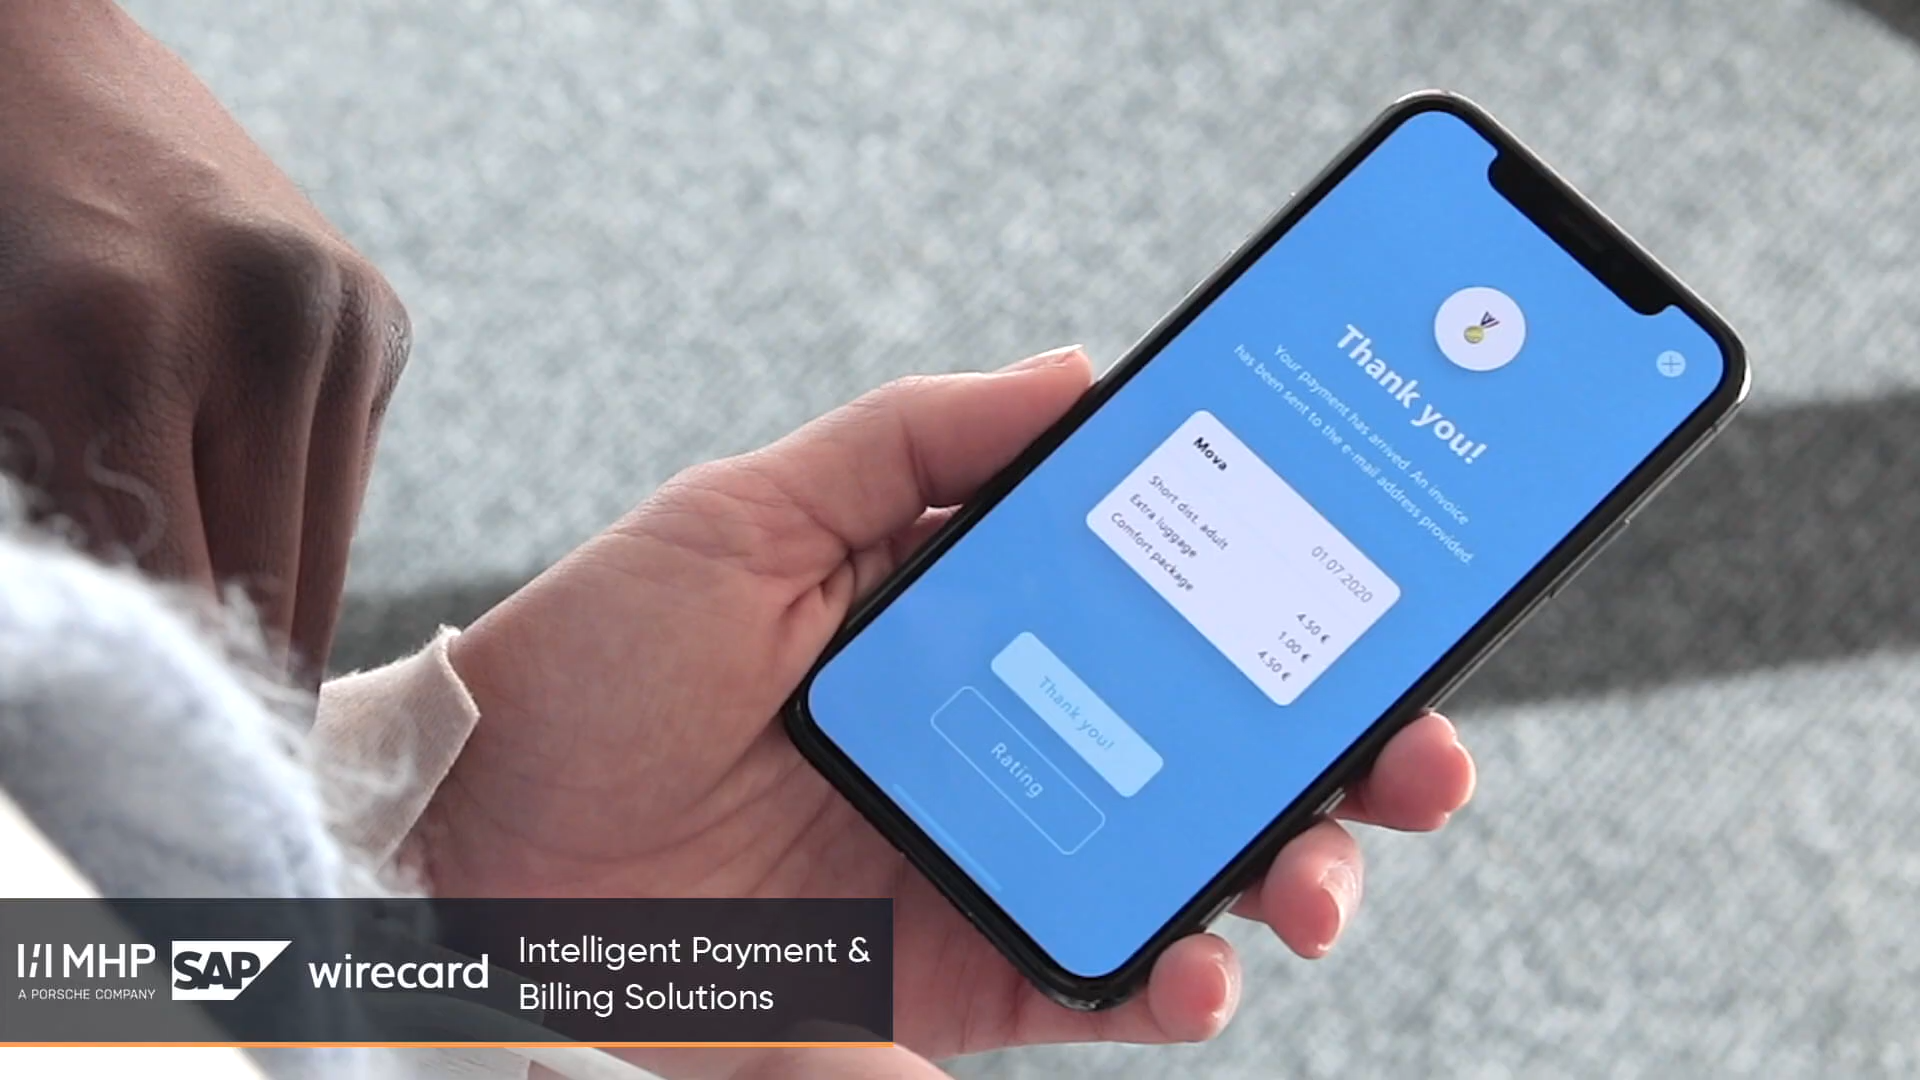 Thank you!
Your payment has arrived. An invoice
has been sent to the e-mail address provided.
Mova
01.07.2020
Short dist. adult 4.50 €
Extra luggage 1.00 €
Comfort package 4.50 €
Thank you!
Rating
MHP
A PORSCHE COMPANY
SAP
wirecard
Intelligent Payment &
Billing Solutions